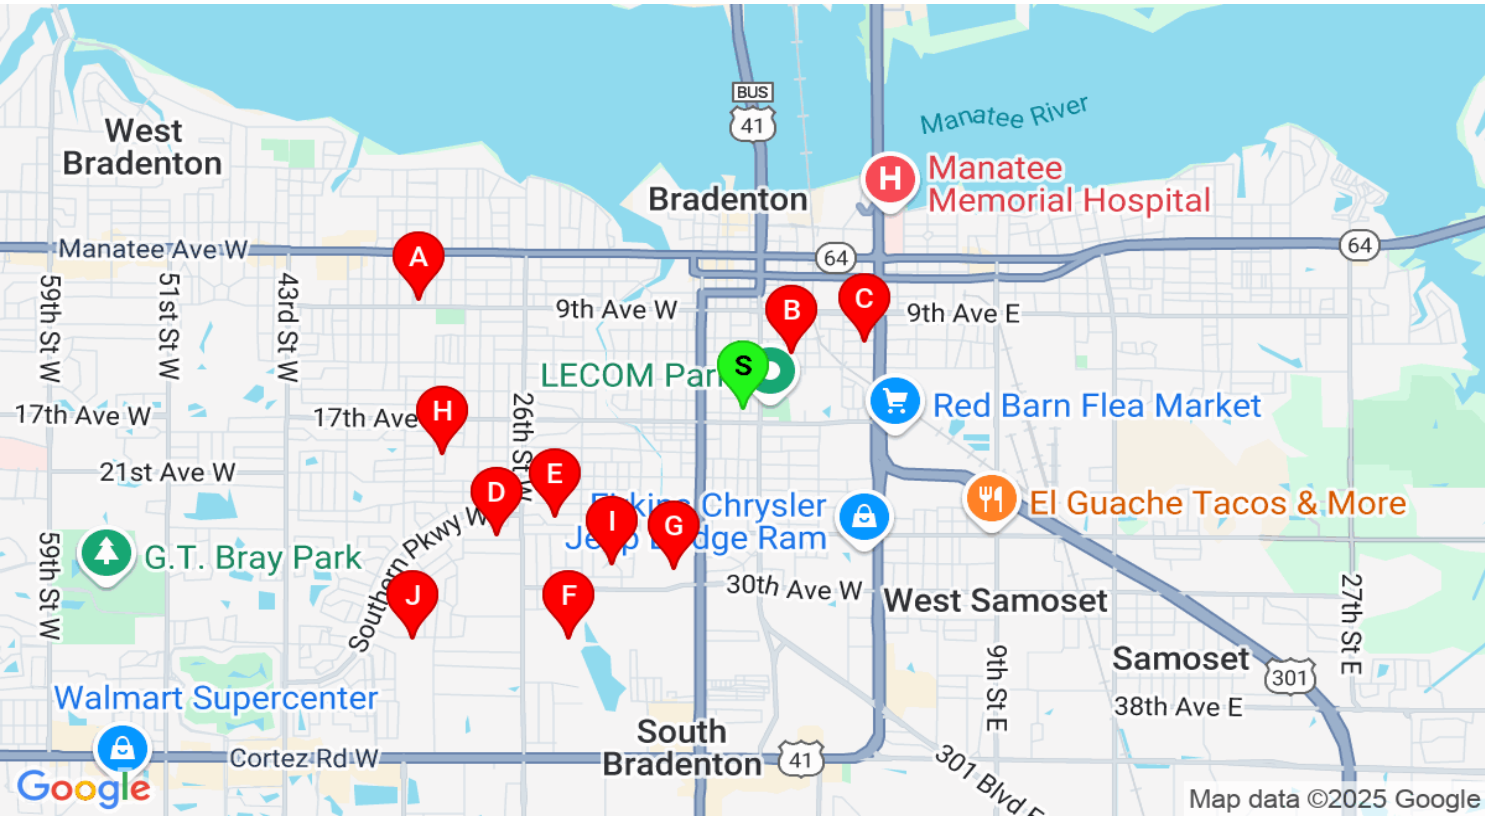 BUS
41
Manatee River
West
Bradenton
Manatee
Memorial Hospital
Bradenton
Manatee Ave W
64
64
A
B
C
9th Ave W
9th Ave E
59th St W
51st St W
43rd St W
S
LECOM Park
Red Barn Flea Market
17th Ave W
17th Ave
H
26th St W
21st Ave W
E
D
I
G
Elkins Chrysler
Jeep Dodge Ram
El Guache Tacos & More
G.T. Bray Park
Southern Pkwy W
59th St W
J
F
30th Ave W
West Samoset
27th St E
9th St E
Samoset
301
38th Ave E
Walmart Supercenter
South
Bradenton
41
Cortez Rd W
301 Blvd E
Google
Map data ©2025 Google